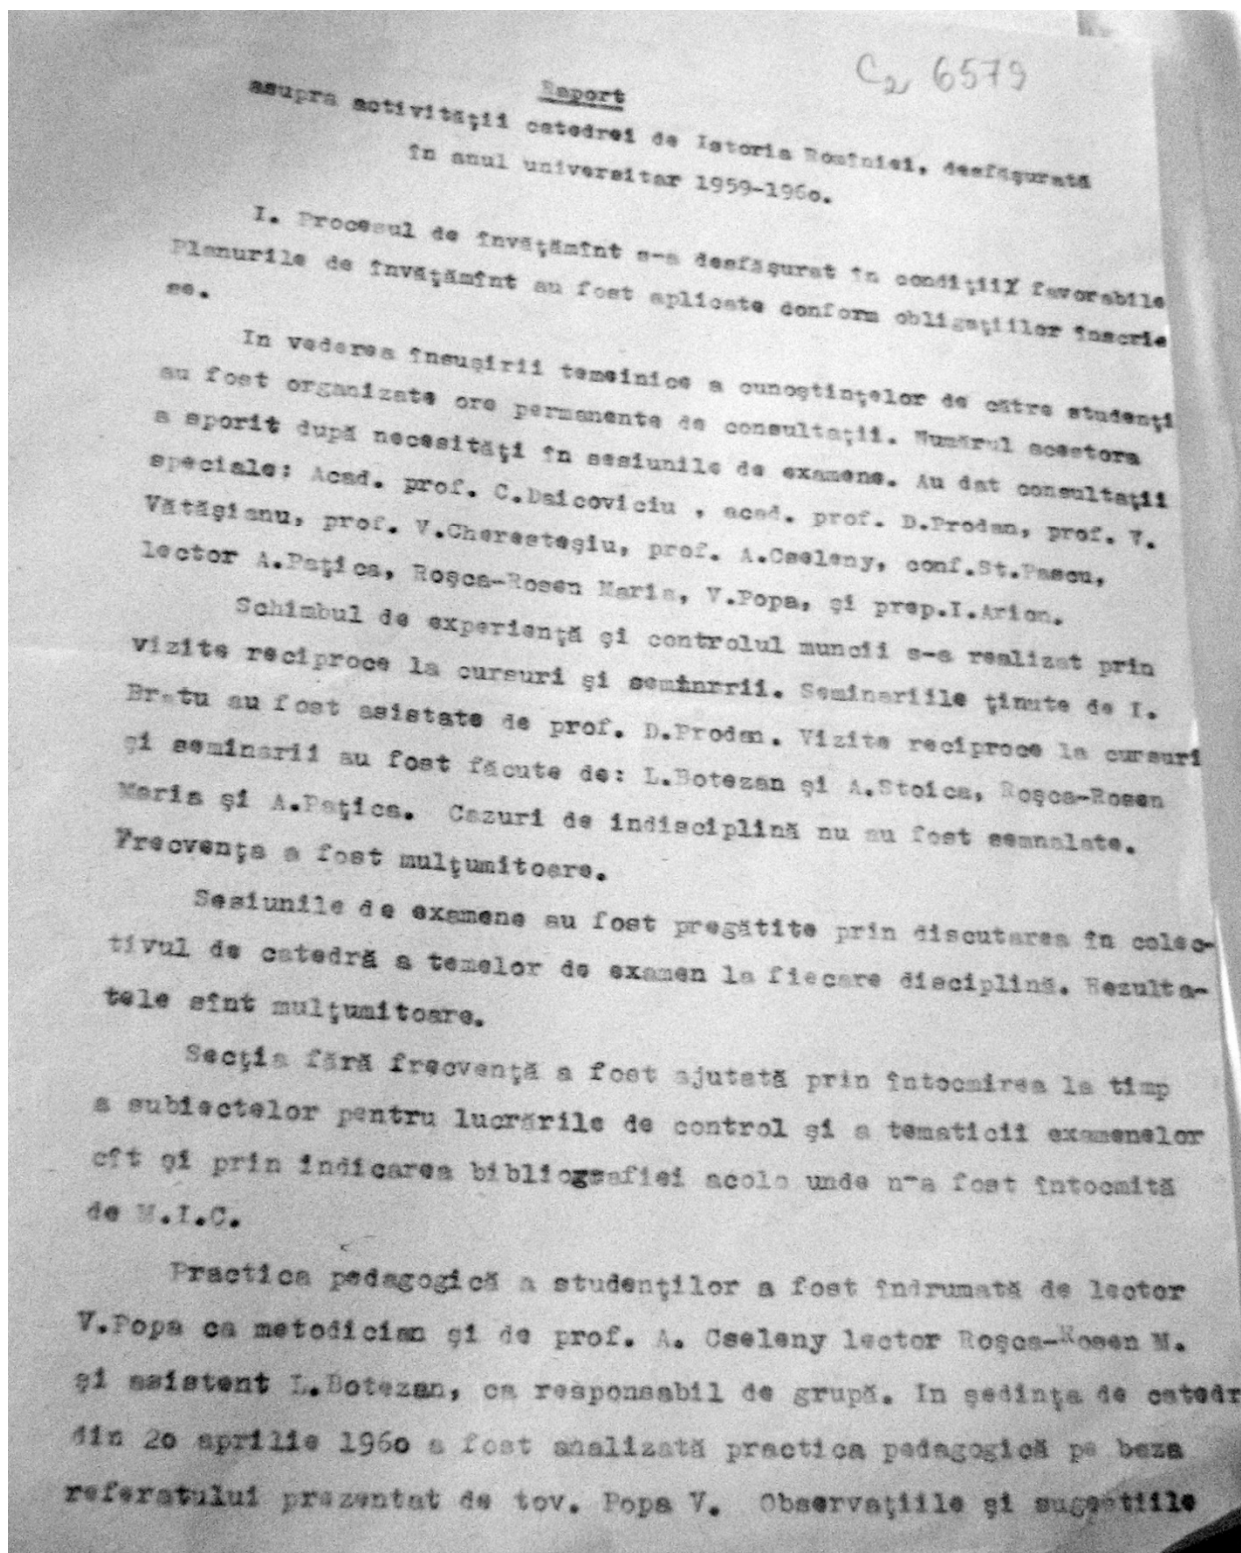 C2 6579
Raport
asupra activităţii catedrei de Istoria Romîniei, desfăşurată
în anul universitar 1959-196o.
I. Procesul de învăţămînt s-a desfăşurat în condiţii favorabile
Planurile de învăţămînt au fost aplicate conform obligaţiilor înscrie
se.
In vederea însuşirii temeinice a cunoştinţelor de către studenţi
au fost organizate ore permanente de consultaţii. Numărul acestora
a sporit după necesităţi în sesiunile de examene. Au dat consultaţii
speciale: Acad. prof. C.Daicoviciu , acad. prof. D.Prodan, prof. V.
Vătăşianu, prof. V.Cheresteşiu, prof. A.Cseleny, conf.St.Pascu,
lector A.Paţica, Roşca-Rosen Maria, V.Popa, şi prep.I.Arion.
Schimbul de experienţă şi controlul muncii s-a realizat prin
vizite reciproce la cursuri şi seminrrii. Seminariile ţinute de I.
Bratu au fost asistate de prof. D.Prodan. Vizite reciproce la cursuri
şi seminarii au fost făcute de: L.Botezan şi A.Stoica, Roşca-Rosen
Maria şi A.Paţica. Cazuri de indisciplină nu au fost semnalate.
Frecvenţa a fost mulţumitoare.
Sesiunile de examene au fost pregătite prin discutarea în colec-
tivul de catedră a temelor de examen la fiecare disciplină. Rezulta-
tele sînt mulţumitoare.
Secţia fără frecvenţă a fost ajutată prin întocmirea la timp
a subiectelor pentru lucrările de control şi a tematicii examenelor
cît şi prin indicarea bibliografiei acolo unde n-a fost întocmită
de M.I.C.
Practica pedagogică a studenţilor a fost îndrumată de lector
V.Popa ca metodician şi de prof. A. Cseleny lector Roşca-Rosen M.
şi asistent L.Botezan, ca responsabil de grupă. In şedinţa de catedr
din 2o aprilie 196o a fost analizată practica pedagogică pe baza
referatului prezentat de tov. Popa V. Observaţiile şi sugestiile